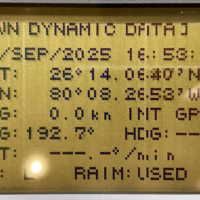 WN DYNAMIC DATA]
/SEP/2025 16:53:
T: 26°14.0640'N
N: 80°08.2653'W
G: 0.0kn INT GP
G:192.7° HDG:--
T: ---.-°/min
: L RAIM:USED